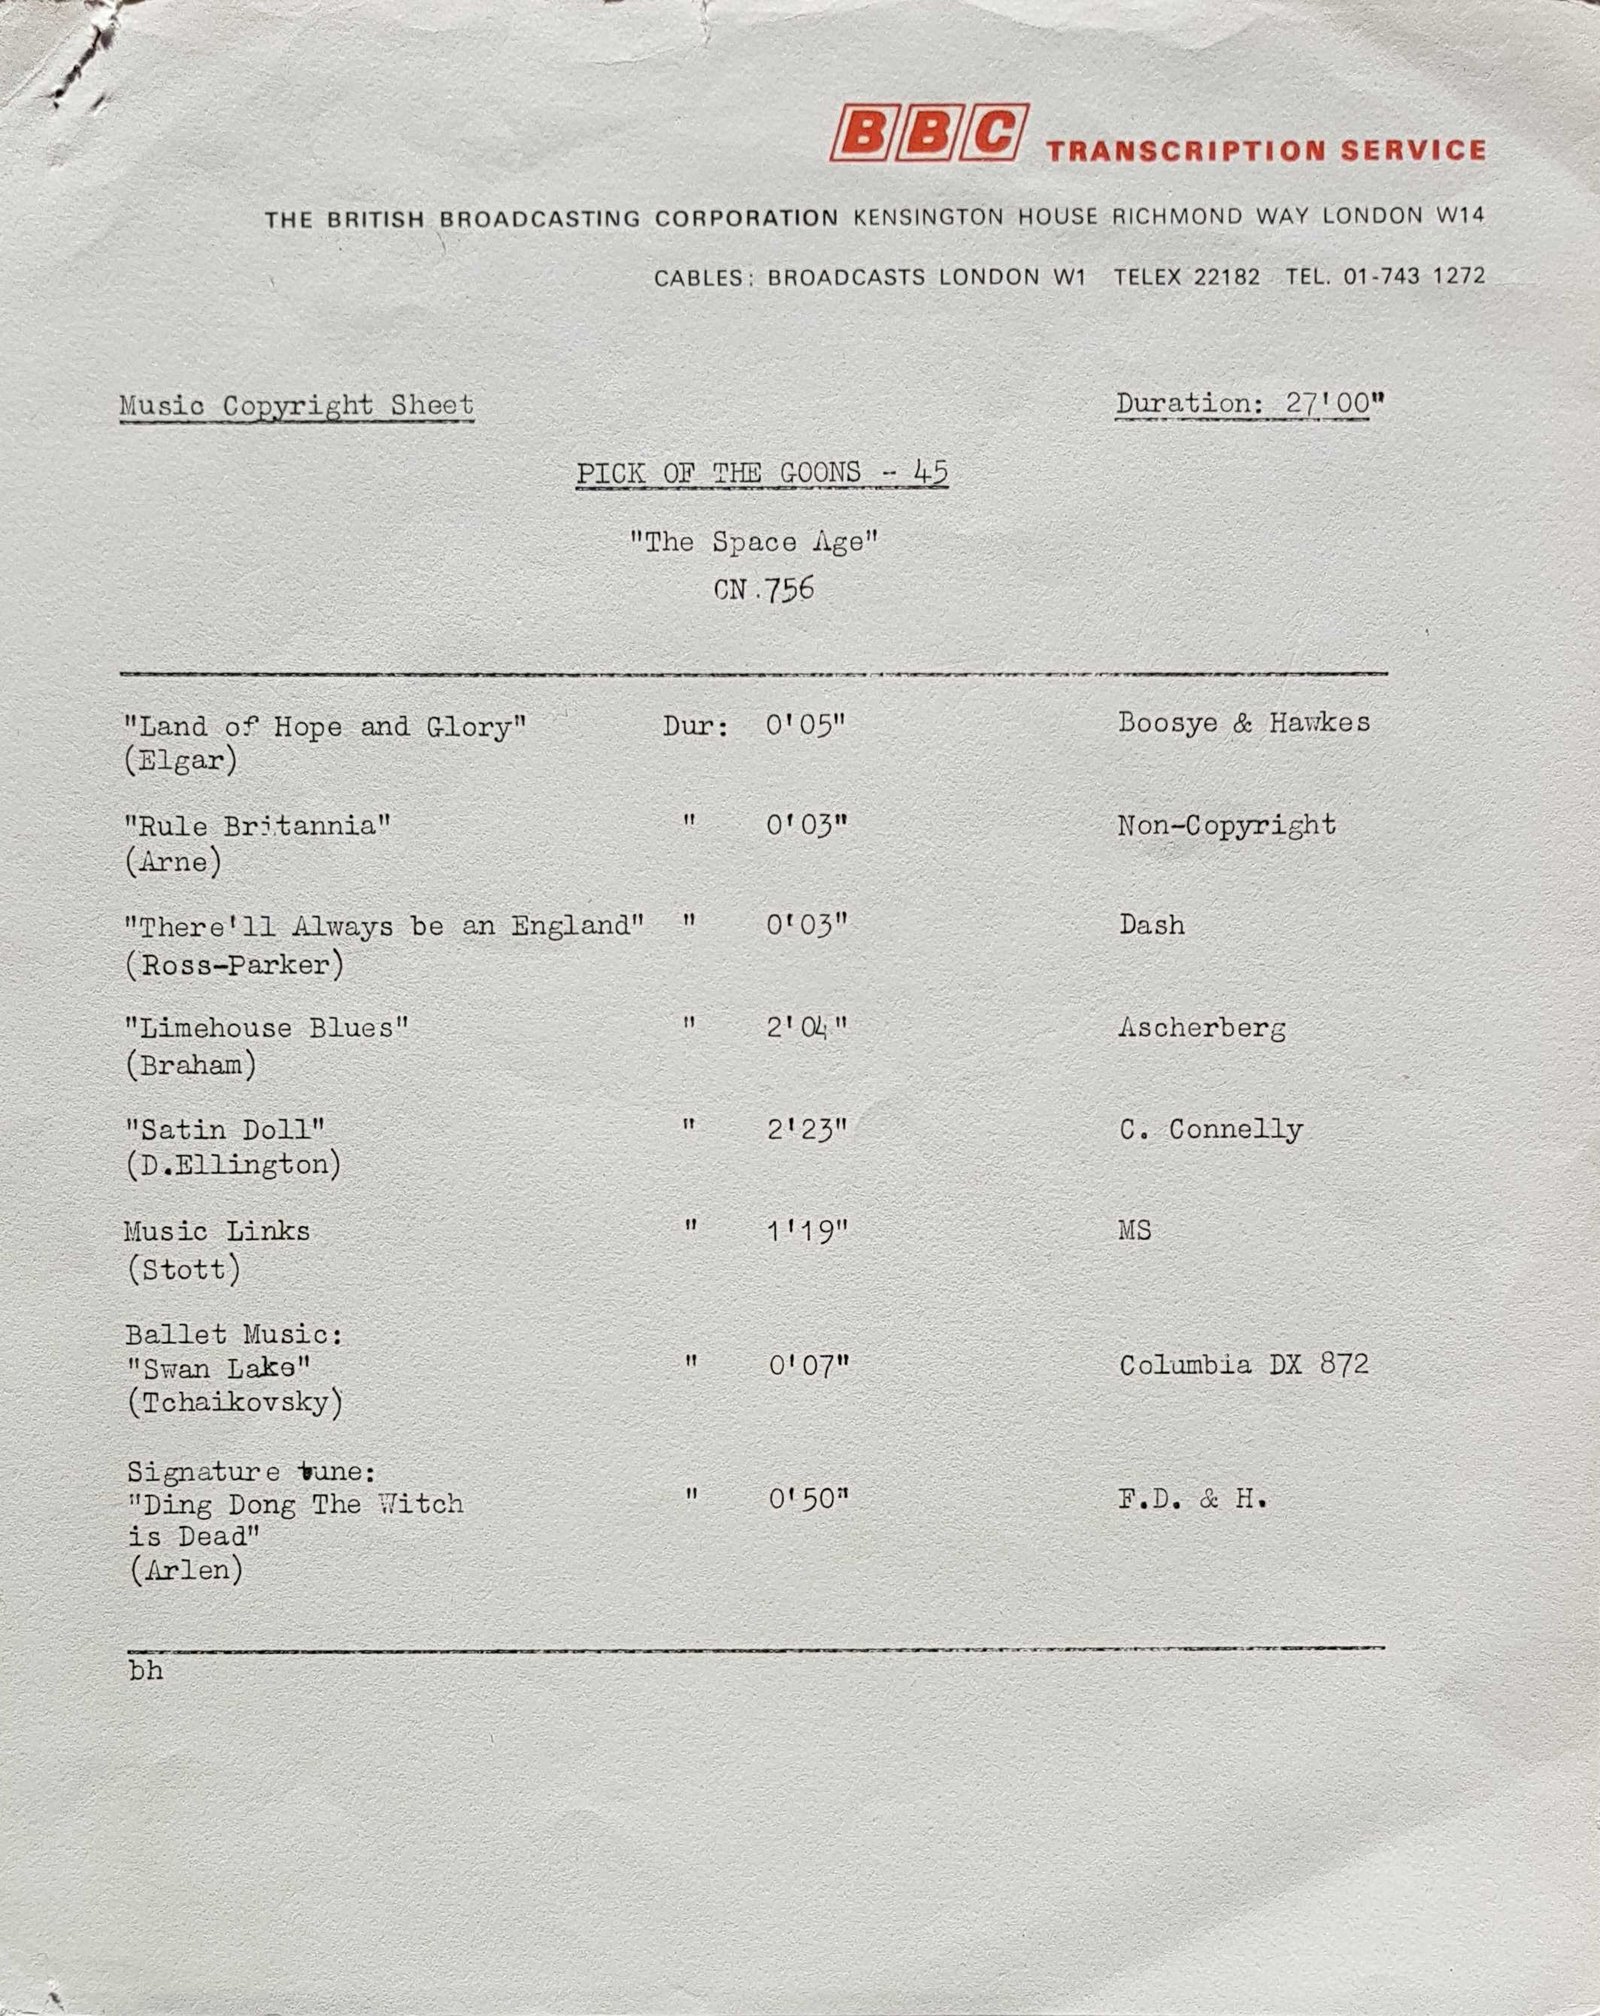 BBC TRANSCRIPTION SERVICE
THE BRITISH BROADCASTING CORPORATION KENSINGTON HOUSE RICHMOND WAY LONDON W14
CABLES: BROADCASTS LONDON W1 TELEX 22182 TEL. 01-743 1272
Music Copyright Sheet Duration: 27'00"
PICK OF THE GOONS - 45
"The Space Age"
CN.756
"Land of Hope and Glory" Dur: 0'05" Boosye & Hawkes
(Elgar)
"Rule Britannia" " 0'03" Non-Copyright
(Arne)
"There'll Always be an England" " 0'03" Dash
(Ross-Parker)
"Limehouse Blues" " 2'04" Ascherberg
(Braham)
"Satin Doll" " 2'23" C. Connelly
(D.Ellington)
Music Links " 1'19" MS
(Stott)
Ballet Music:
"Swan Lake" " 0'07" Columbia DX 872
(Tchaikovsky)
Signature tune:
"Ding Dong The Witch " 0'50" F.D. & H.
is Dead"
(Arlen)
bh